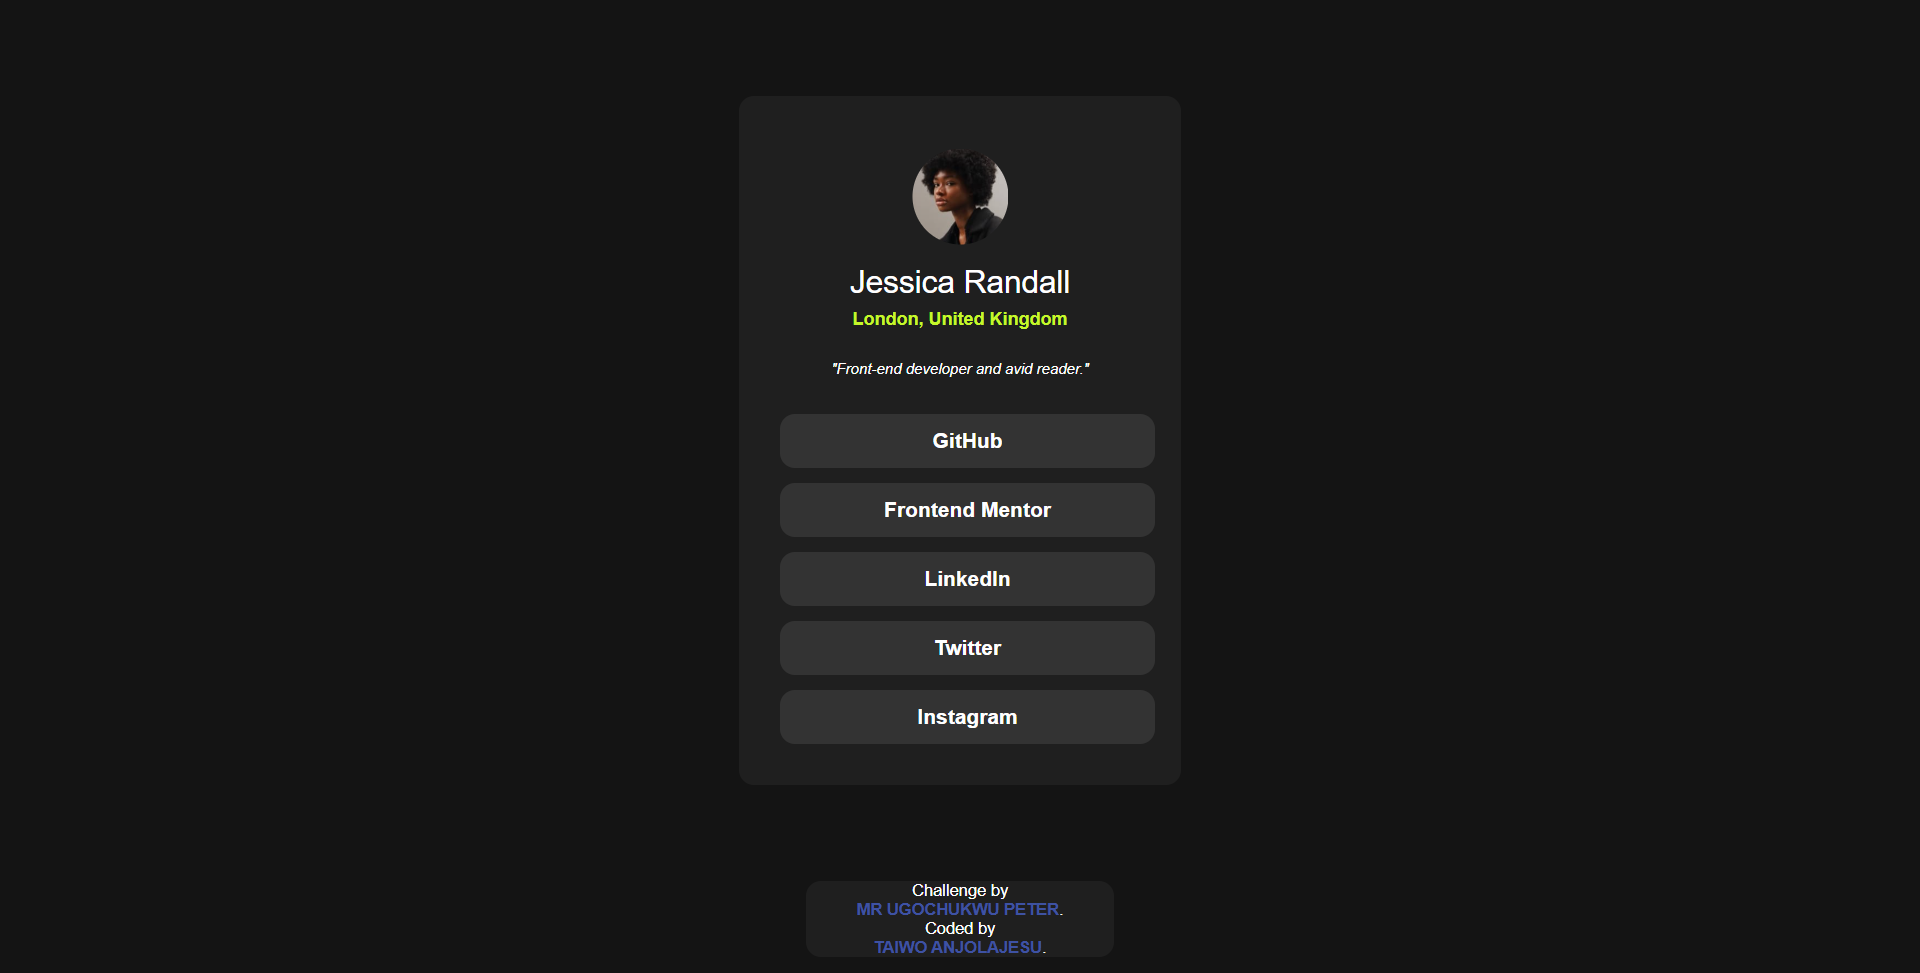 Jessica Randall
London, United Kingdom
"Front-end developer and avid reader."
GitHub
Frontend Mentor
LinkedIn
Twitter
Instagram
Challenge by
MR UGOCHUKWU PETER.
Coded by
TAIWO ANJOLAJESU.